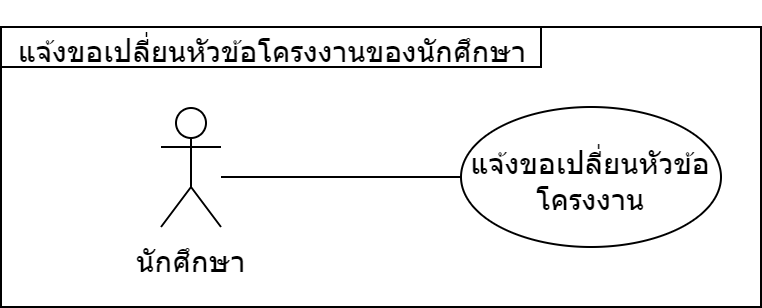 แจ้งขอเปลี่ยนหัวข้อโครงงานของนักศึกษา
แจ้งขอเปลี่ยนหัวข้อ
โครงงาน
นักศึกษา